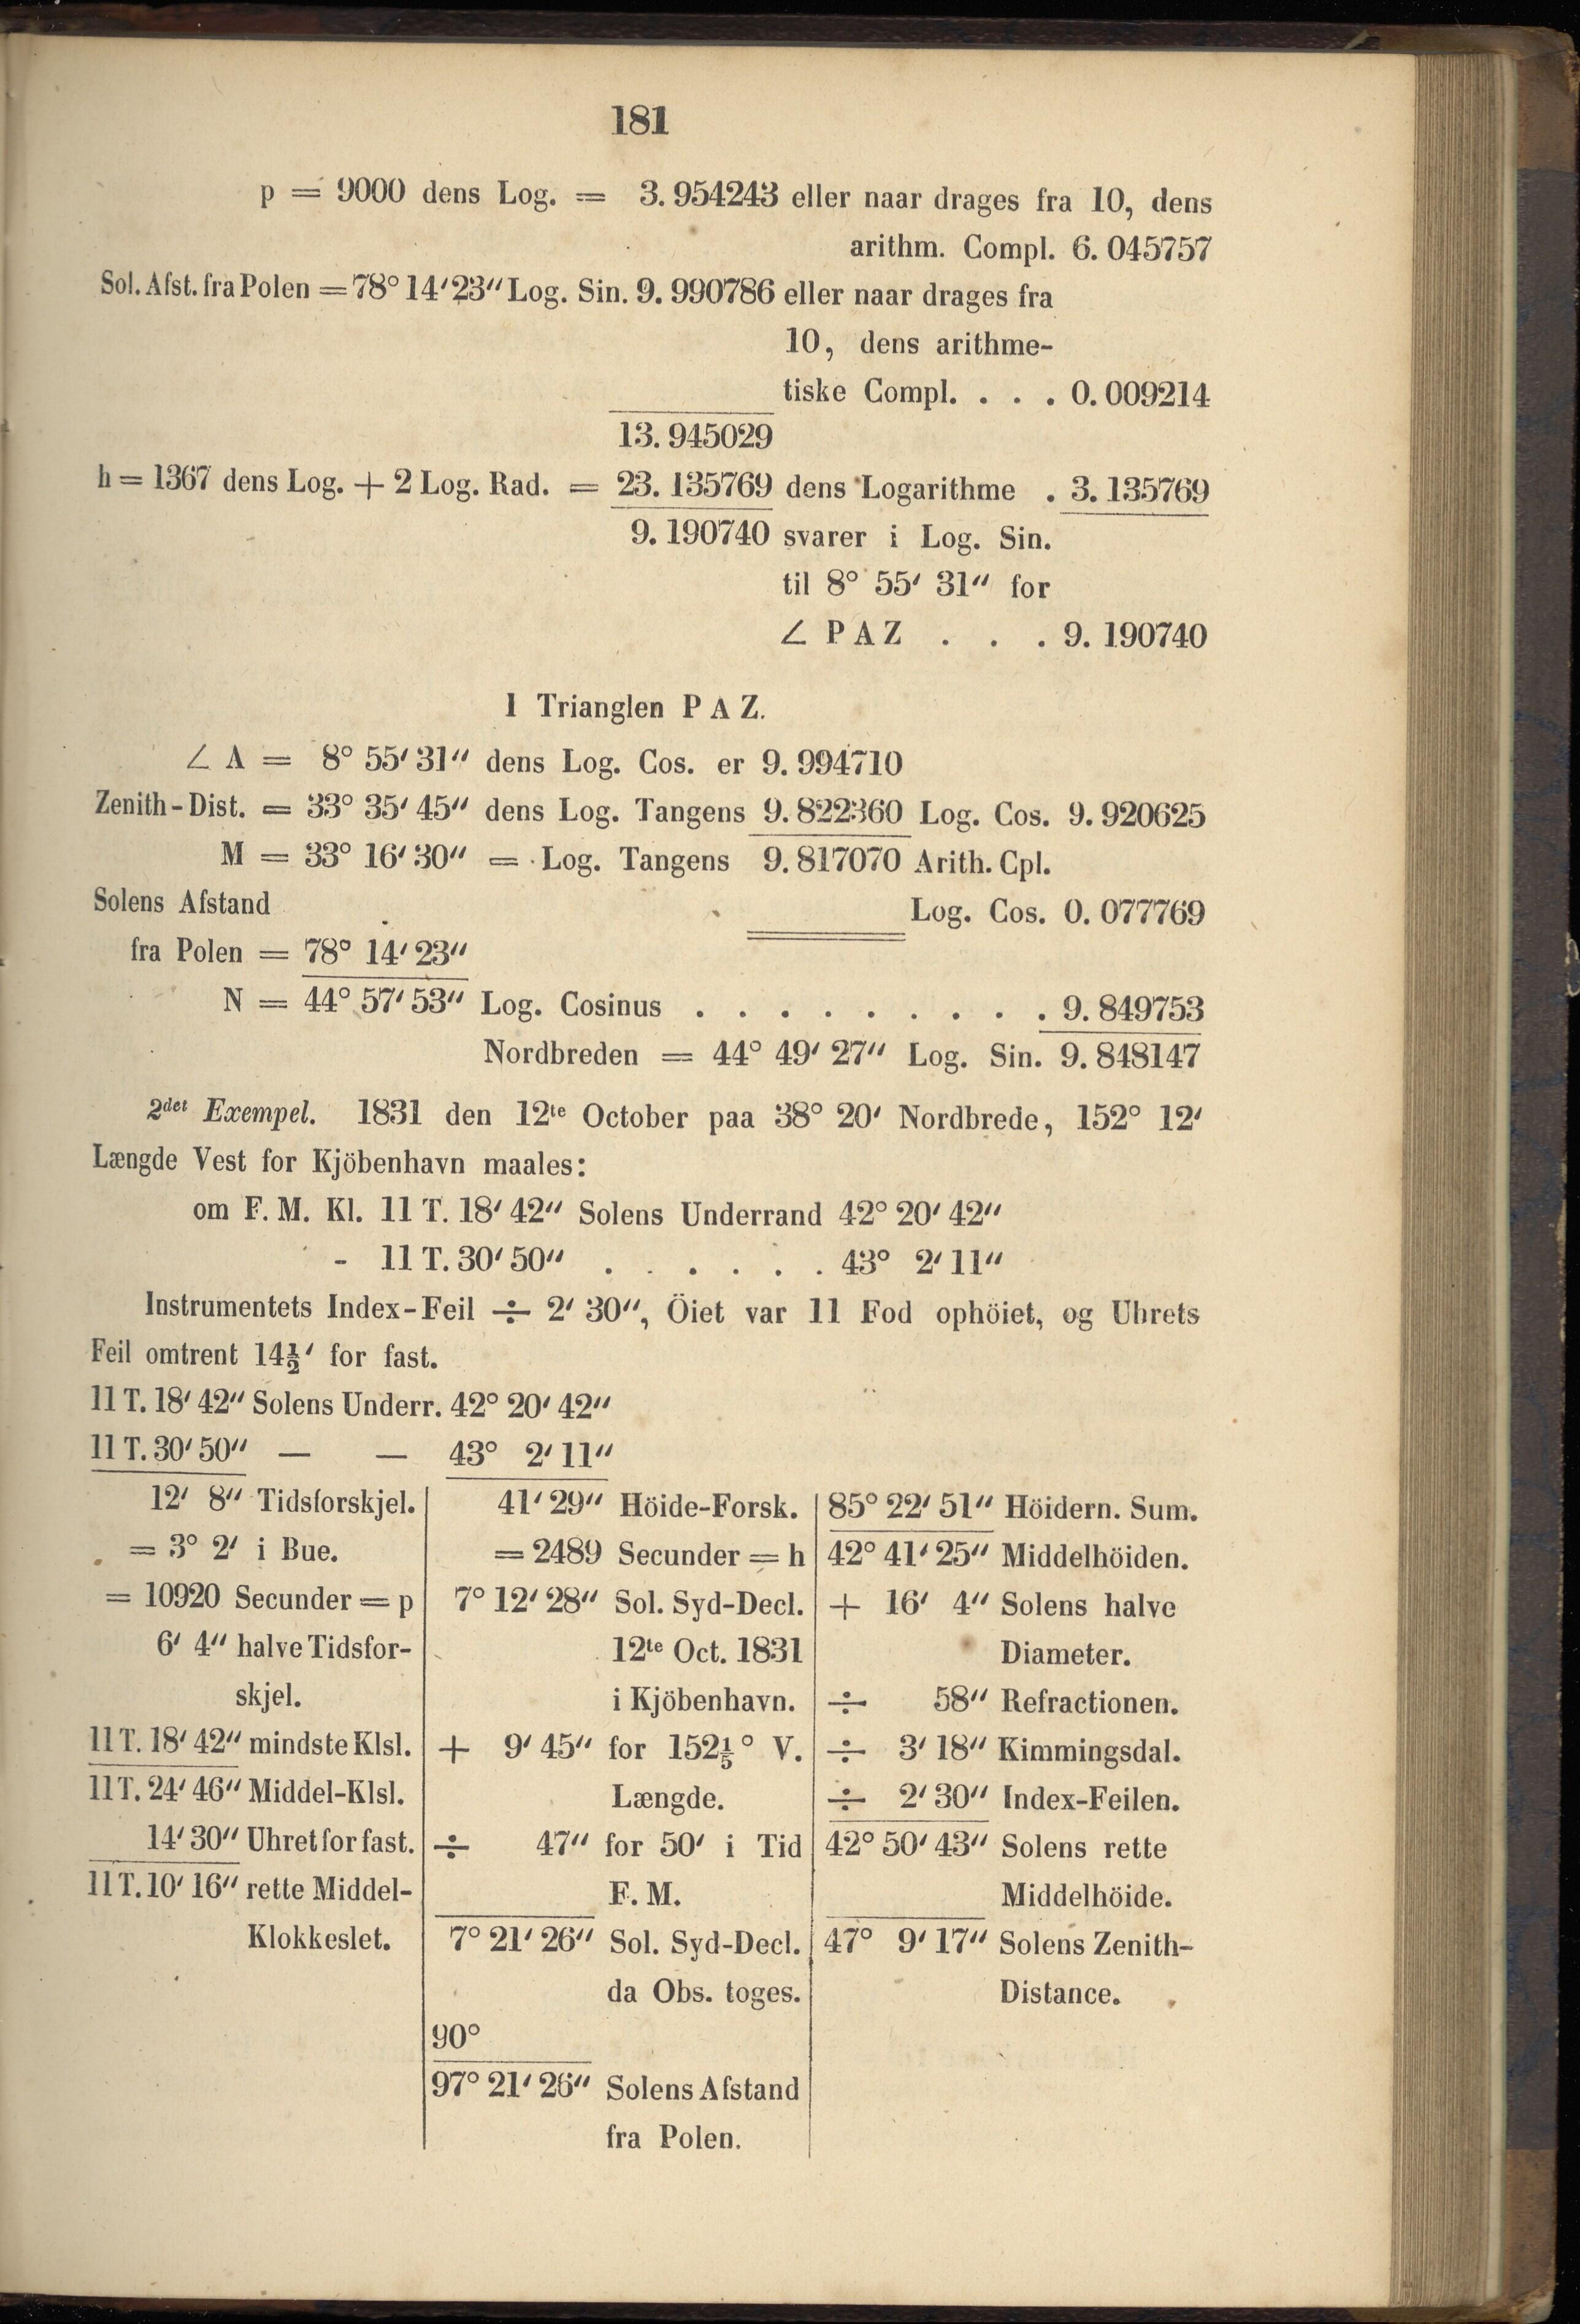 181
p = 9000 dens Log. = 3. 954243 eller naar drages fra 10, dens
arithm. Compl. 6. 045757
Sol. Afst. fra Polen = 78° 14′ 23″ Log. Sin. 9. 990786 eller naar drages fra
10, dens arithme-
tiske Compl. . . . 0. 009214
13. 945029
h = 1367 dens Log. + 2 Log. Rad. = 23. 135769 dens Logarithme . 3. 135769
9. 190740 svarer i Log. Sin.
til 8° 55′ 31″ for
∠ P A Z . . . 9. 190740
I Trianglen P A Z.
∠ A = 8° 55′ 31″ dens Log. Cos. er 9. 994710
Zenith-Dist. = 33° 35′ 45″ dens Log. Tangens 9. 822360 Log. Cos. 9. 920625
M = 33° 16′ 30″ = Log. Tangens 9. 817070 Arith. Cpl.
Solens Afstand Log. Cos. 0. 077769
fra Polen = 78° 14′ 23″
N = 44° 57′ 53″ Log. Cosinus . . . . . . . . . 9. 849753
Nordbreden = 44° 49′ 27″ Log. Sin. 9. 848147
2det Exempel. 1831 den 12te October paa 38° 20′ Nordbrede, 152° 12′
Længde Vest for Kjöbenhavn maales:
om F. M. Kl. 11 T. 18′ 42″ Solens Underrand 42° 20′ 42″
- 11 T. 30′ 50″ . . . . . . 43° 2′ 11″
Instrumentets Index-Feil ÷ 2′ 30″, Öiet var 11 Fod ophöiet, og Uhrets
Feil omtrent 14½′ for fast.
11 T. 18′ 42″ Solens Underr. 42° 20′ 42″
11 T. 30′ 50″ — — 43° 2′ 11″
12′ 8″ Tidsforskjel.
= 3° 2′ i Bue.
= 10920 Secunder = p
6′ 4″ halve Tidsfor-
skjel.
11 T. 18′ 42″ mindste Klsl.
11 T. 24′ 46″ Middel-Klsl.
14′ 30″ Uhret for fast.
11 T. 10′ 16″ rette Middel-
Klokkeslet.
41′ 29″ Höide-Forsk.
= 2489 Secunder = h
7° 12′ 28″ Sol. Syd-Decl.
12te Oct. 1831
i Kjöbenhavn.
+ 9′ 45″ for 152⅕° V.
Længde.
÷ 47″ for 50′ i Tid
F. M.
7° 21′ 26″ Sol. Syd-Decl.
da Obs. toges.
90°
97° 21′ 26″ Solens Afstand
fra Polen.
85° 22′ 51″ Höidern. Sum.
42° 41′ 25″ Middelhöiden.
+ 16′ 4″ Solens halve
Diameter.
÷ 58″ Refractionen.
÷ 3′ 18″ Kimmingsdal.
÷ 2′ 30″ Index-Feilen.
42° 50′ 43″ Solens rette
Middelhöide.
47° 9′ 17″ Solens Zenith-
Distance.